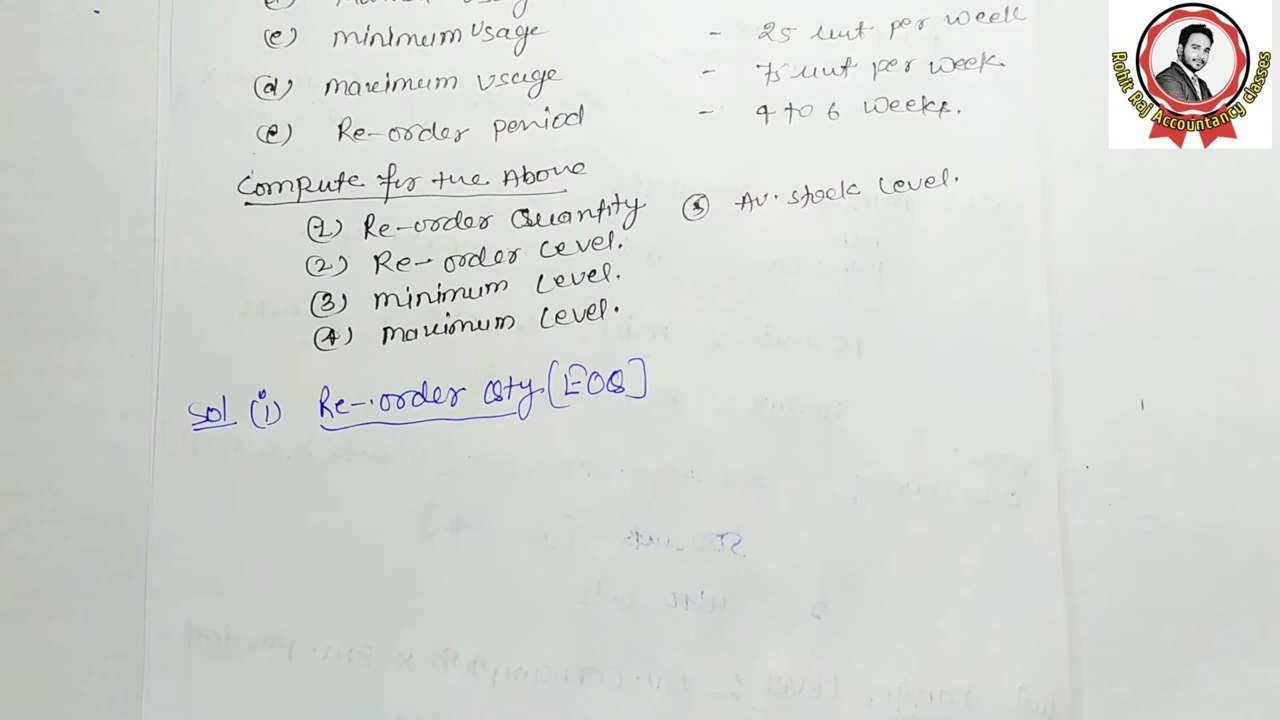 (e) minimum Usage - 25 unit per week
(d) maximum usage - 75 unit per week.
(e) Re-order period - 4 to 6 weeks.
Compute for the Above
(1) Re-order Quantity (5) Av. stock Level.
(2) Re-order Level.
(3) minimum Level.
(4) maximum Level.
Sol (i) Re-order Qty [EOQ]
Rohit Raj Accountancy classes